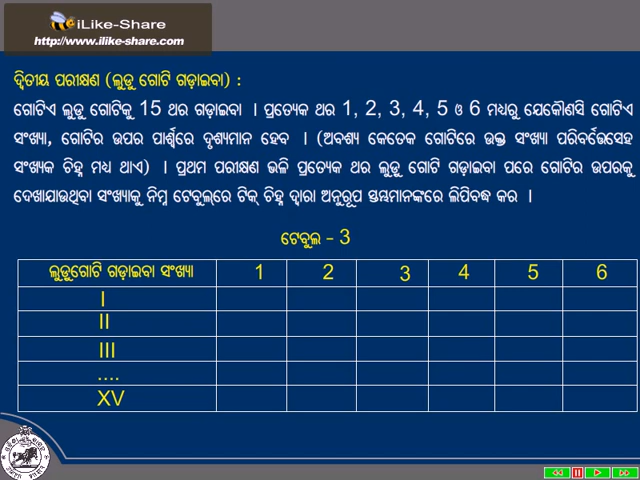 iLike-Share
http://www.ilike-share.com
ଦ୍ଵିତୀୟ ପରୀକ୍ଷଣ (ଲୁଡୁ ଗୋଟି ଗଡ଼ାଇବା) :
ଗୋଟିଏ ଲୁଡୁ ଗୋଟିକୁ 15 ଥର ଗଡ଼ାଇବା । ପ୍ରତ୍ୟେକ ଥର 1, 2, 3, 4, 5 ଓ 6 ମଧ୍ୟରୁ ଯେକୌଣସି ଗୋଟିଏ
ସଂଖ୍ୟା, ଗୋଟିର ଉପର ପାର୍ଶ୍ଵରେ ଦୃଶ୍ୟମାନ ହେବ । (ଅବଶ୍ୟ କେତେକ ଗୋଟିରେ ଉକ୍ତ ସଂଖ୍ୟା ପରିବର୍ତ୍ତେସେହ
ସଂଖ୍ୟକ ଚିହ୍ନ ମଧ୍ୟ ଥାଏ) । ପ୍ରଥମ ପରୀକ୍ଷଣ ଭଳି ପ୍ରତ୍ୟେକ ଥର ଲୁଡୁ ଗୋଟି ଗଡ଼ାଇବା ପରେ ଗୋଟିର ଉପରକୁ
ଦେଖାଯାଉଥିବା ସଂଖ୍ୟାକୁ ନିମ୍ନ ଟେବୁଲ୍‌ରେ ଟିକ୍ ଚିହ୍ନ ଦ୍ଵାରା ଅନୁରୂପ ସ୍ତମ୍ଭମାନଙ୍କରେ ଲିପିବଦ୍ଧ କର ।
ଟେବୁଲ – 3
ଲୁଡୁଗୋଟି ଗଡ଼ାଇବା ସଂଖ୍ୟା 1 2 3 4 5 6
I
II
III
....
XV